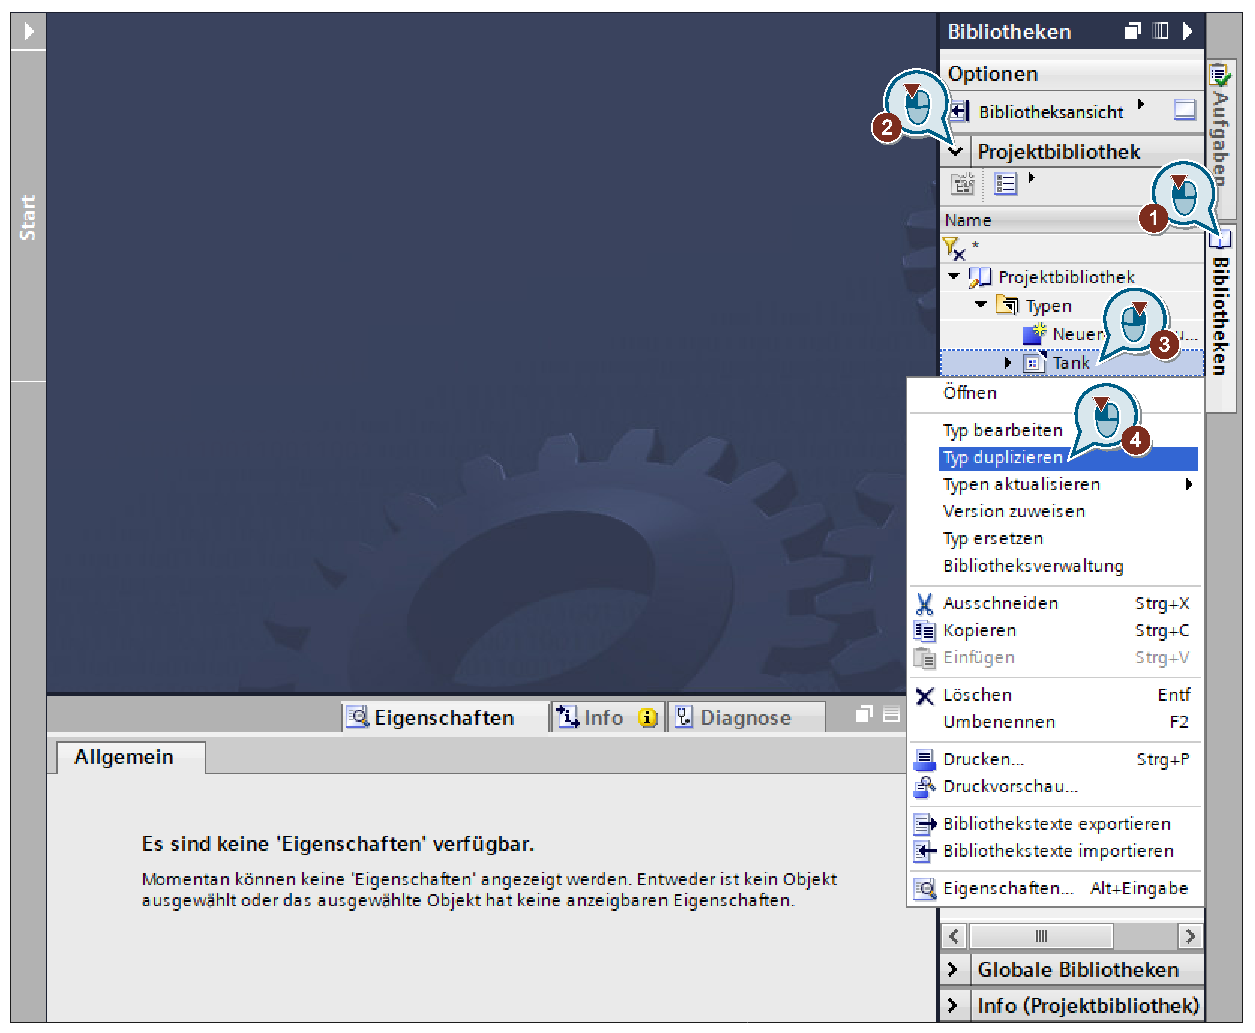 Start
Bibliotheken
Optionen
Bibliotheksansicht
2
Projektbibliothek
1
Name
*
Projektbibliothek
Typen
Neuer
u...
3
Tank
Aufgaben
Bibliotheken
Öffnen
Typ bearbeiten
4
Typ duplizieren
Typen aktualisieren
Version zuweisen
Typ ersetzen
Bibliotheksverwaltung
Ausschneiden Strg+X
Kopieren Strg+C
Einfügen Strg+V
Löschen Entf
Umbenennen F2
Drucken... Strg+P
Druckvorschau...
Bibliothekstexte exportieren
Bibliothekstexte importieren
Eigenschaften... Alt+Eingabe
Globale Bibliotheken
Info (Projektbibliothek)
Eigenschaften
Info
Diagnose
Allgemein
Es sind keine 'Eigenschaften' verfügbar.
Momentan können keine 'Eigenschaften' angezeigt werden. Entweder ist kein Objekt
ausgewählt oder das ausgewählte Objekt hat keine anzeigbaren Eigenschaften.